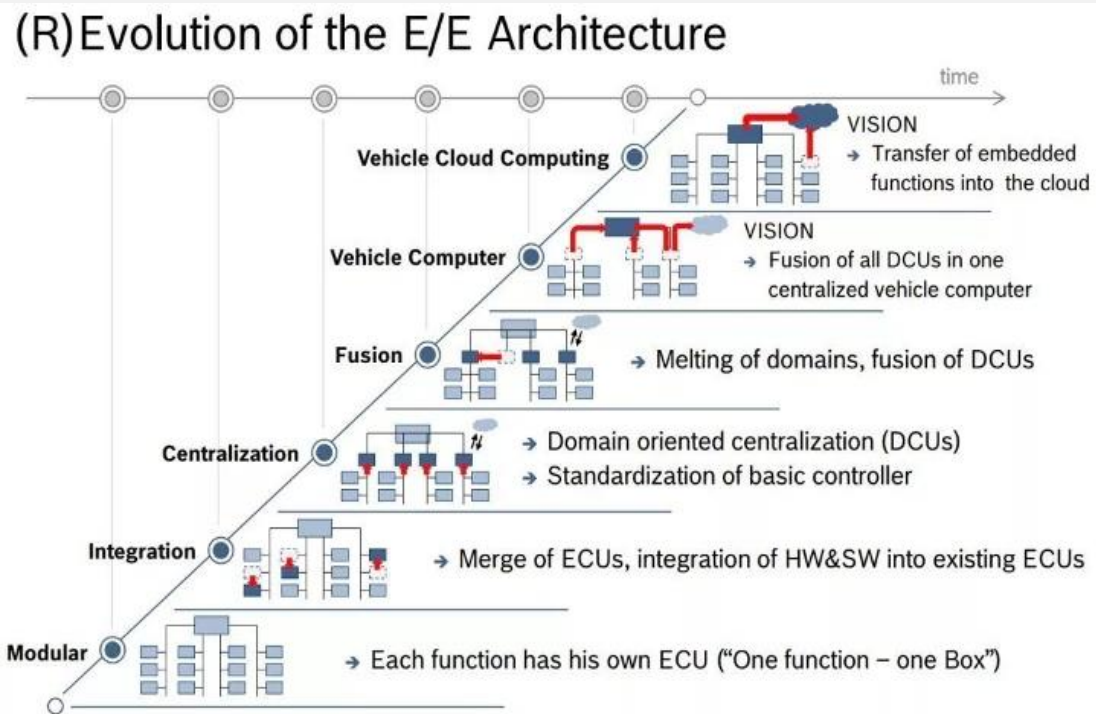 (R)Evolution of the E/E Architecture
time
Vehicle Cloud Computing
VISION
→ Transfer of embedded
functions into the cloud
Vehicle Computer
VISION
→ Fusion of all DCUs in one
centralized vehicle computer
Fusion
→ Melting of domains, fusion of DCUs
Centralization
→ Domain oriented centralization (DCUs)
→ Standardization of basic controller
Integration
→ Merge of ECUs, integration of HW&SW into existing ECUs
Modular
→ Each function has his own ECU (“One function – one Box”)